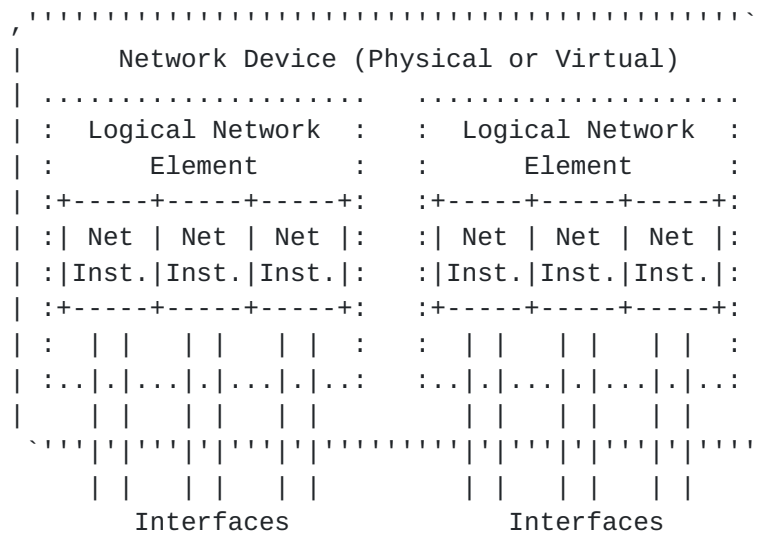 Network Device (Physical or Virtual)
Logical Network Logical Network
Element Element
Net Net Net Net Net Net
Inst. Inst. Inst. Inst. Inst. Inst.
Interfaces Interfaces